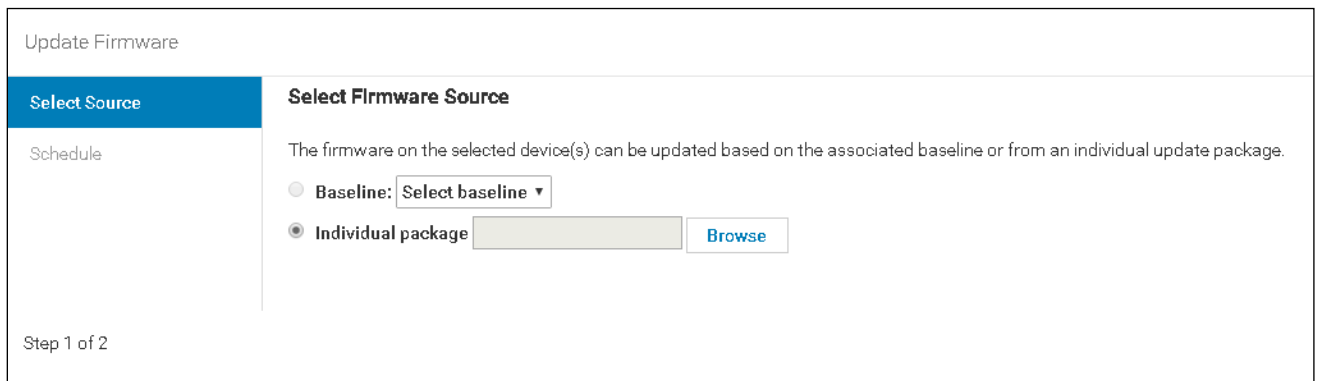 Update Firmware
Select Source
Schedule
Select Firmware Source
The firmware on the selected device(s) can be updated based on the associated baseline or from an individual update package.
Baseline: Select baseline
Individual package Browse
Step 1 of 2